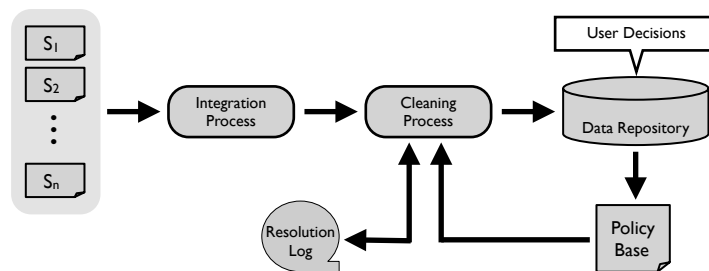 S1
S2
Sn
Integration
Process
Cleaning
Process
User Decisions
Data Repository
Resolution
Log
Policy
Base